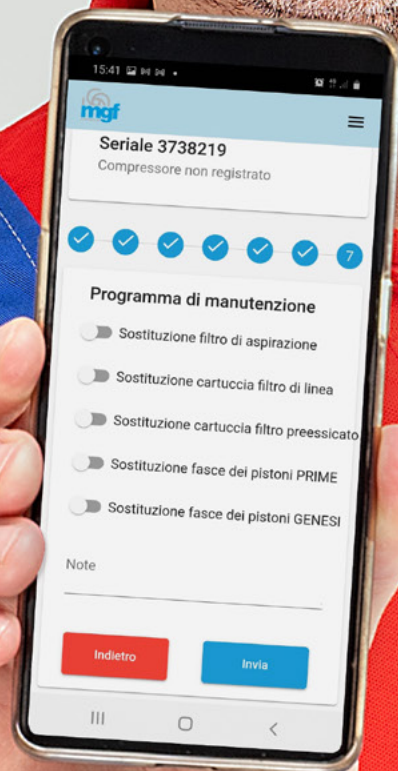 15:41
mgf
Seriale 3738219
Compressore non registrato
7
Programma di manutenzione
Sostituzione filtro di aspirazione
Sostituzione cartuccia filtro di linea
Sostituzione cartuccia filtro preessicato
Sostituzione fasce dei pistoni PRIME
Sostituzione fasce dei pistoni GENESI
Note
Indietro
Invia